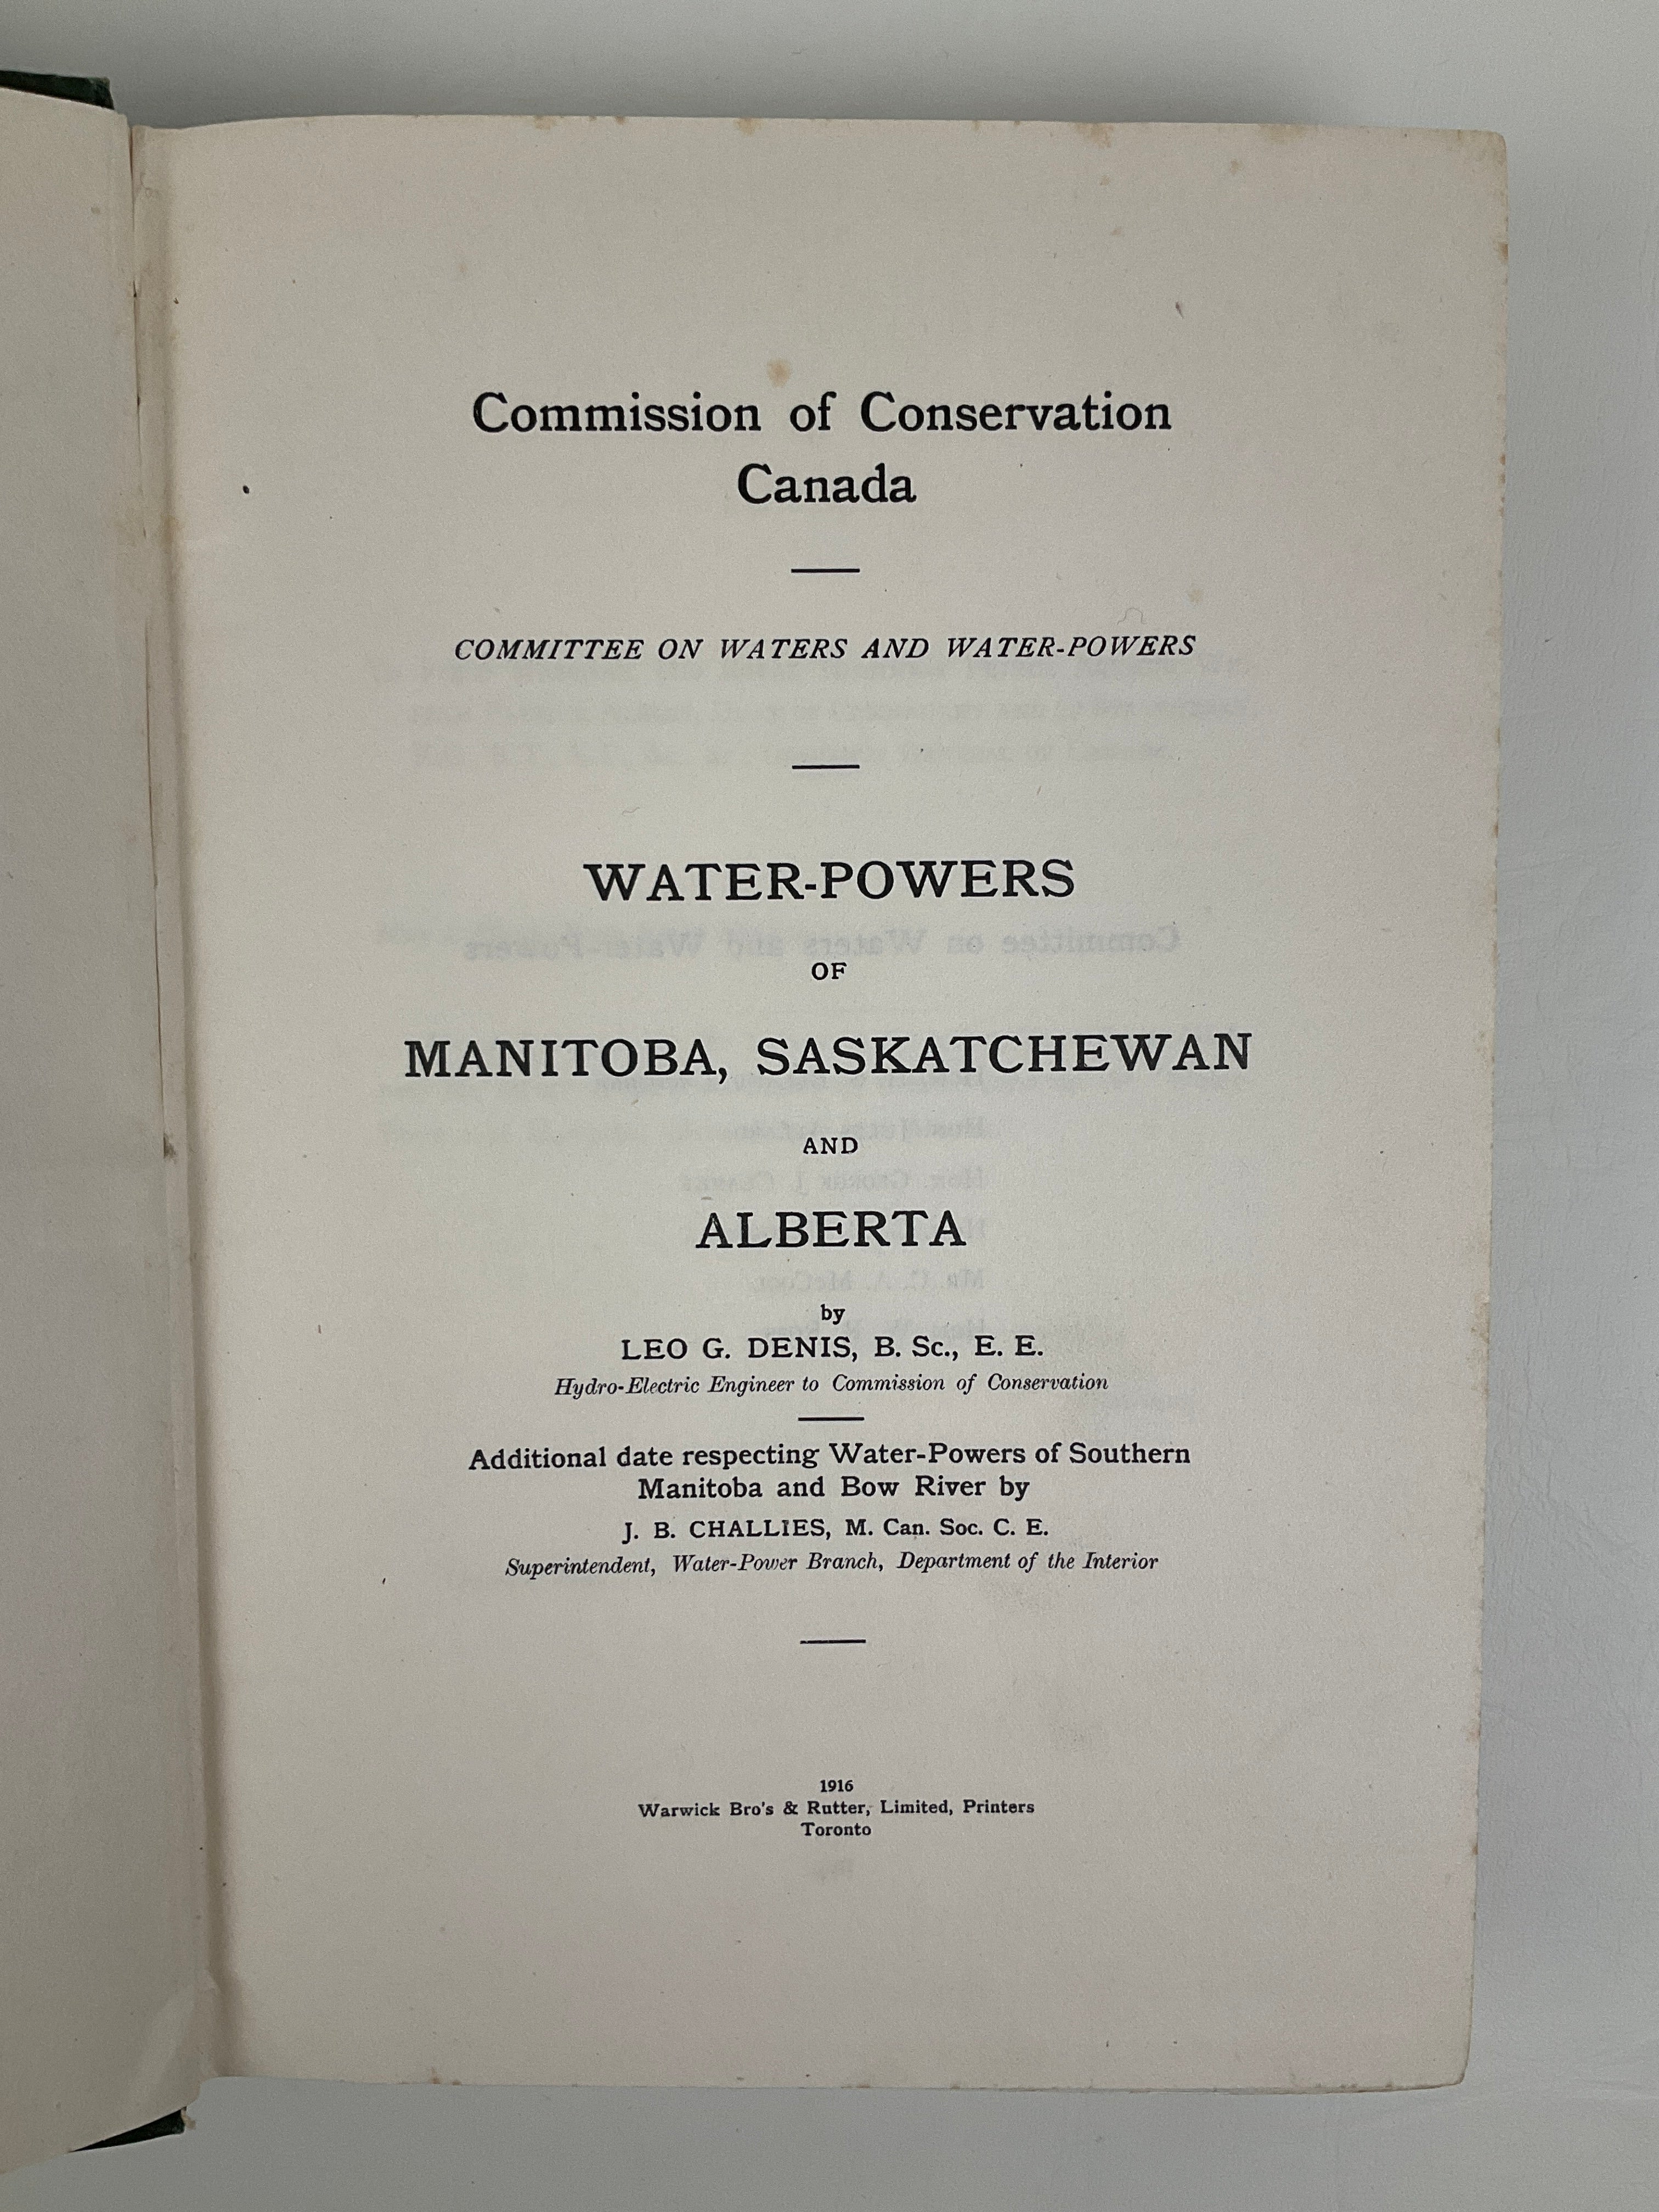 Commission of Conservation
Canada
COMMITTEE ON WATERS AND WATER-POWERS
WATER-POWERS
OF
MANITOBA, SASKATCHEWAN
AND
ALBERTA
by
LEO G. DENIS, B. Sc., E. E.
Hydro-Electric Engineer to Commission of Conservation
Additional date respecting Water-Powers of Southern
Manitoba and Bow River by
J. B. CHALLIES, M. Can. Soc. C. E.
Superintendent, Water-Power Branch, Department of the Interior
1916
Warwick Bro's & Rutter, Limited, Printers
Toronto